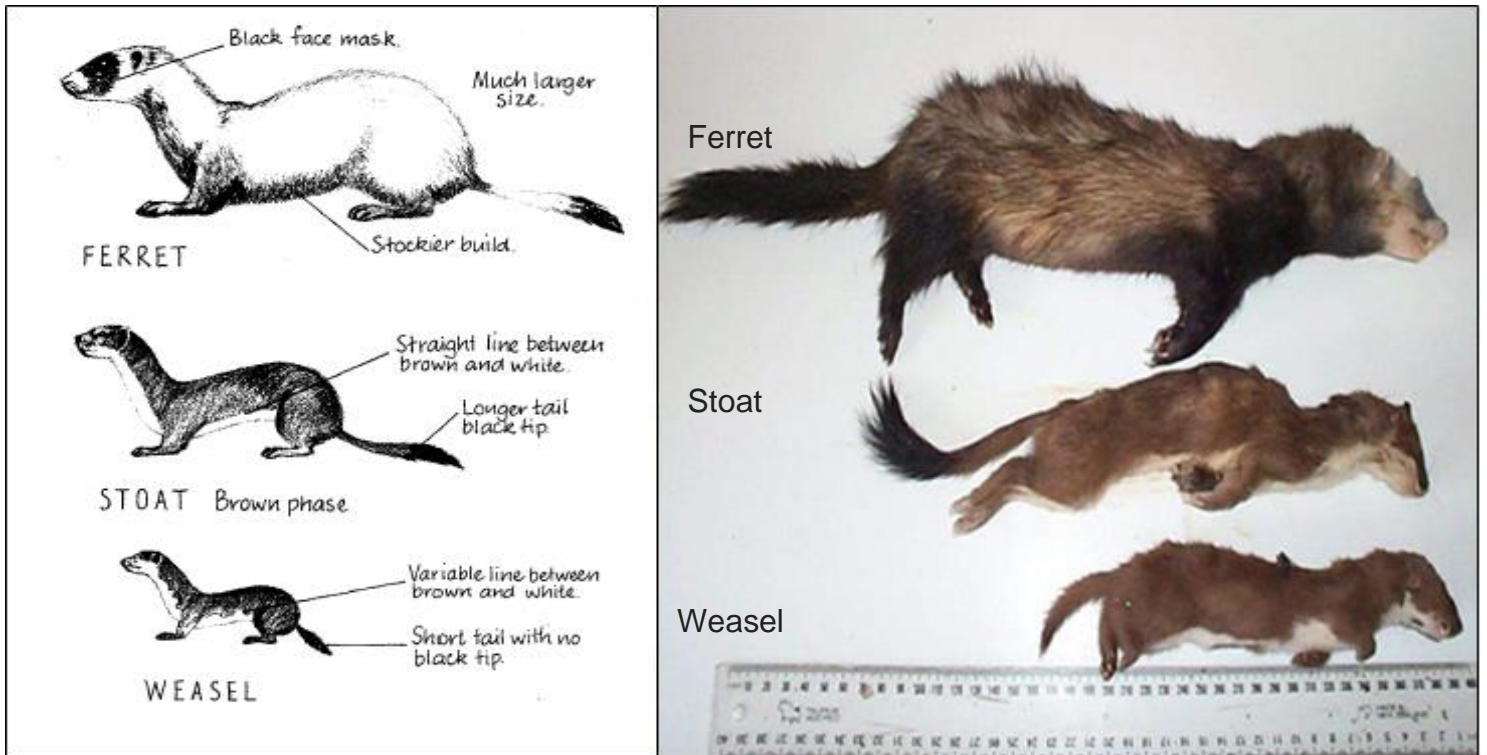 Black face mask.
Much larger
size.
Stockier build.
FERRET
Straight line between
brown and white.
Longer tail
black tip.
STOAT Brown phase
Variable line between
brown and white.
Short tail with no
black tip.
WEASEL
Ferret
Stoat
Weasel